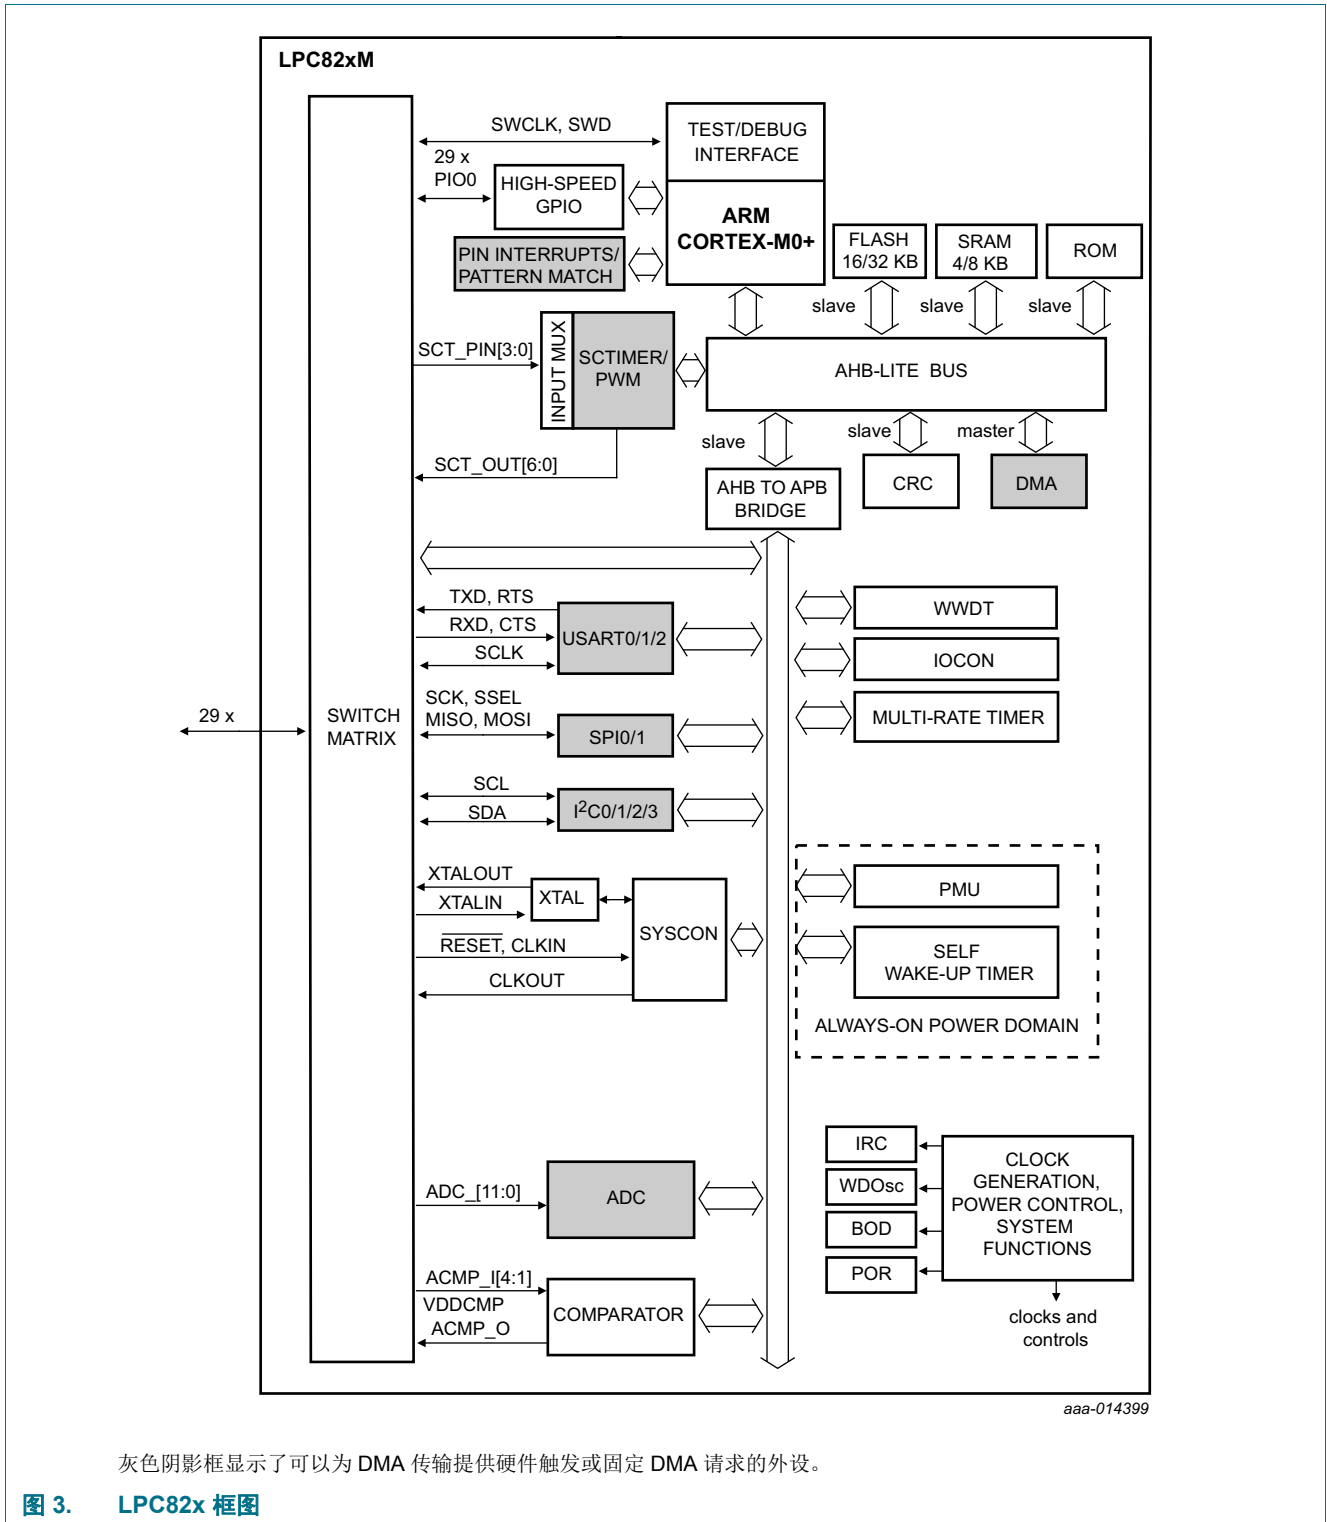 LPC82xM
SWCLK, SWD
TEST/DEBUG
INTERFACE
29 x
PIO0
HIGH-SPEED
GPIO
ARM
CORTEX-M0+
PIN INTERRUPTS/
PATTERN MATCH
FLASH
16/32 KB
SRAM
4/8 KB
ROM
slave
slave
slave
SCT_PIN[3:0]
INPUT MUX
SCTIMER/
PWM
AHB-LITE BUS
SCT_OUT[6:0]
slave
slave
master
AHB TO APB
BRIDGE
CRC
DMA
TXD, RTS
RXD, CTS
SCLK
USART0/1/2
WWDT
IOCON
MULTI-RATE TIMER
29 x
SWITCH
MATRIX
SCK, SSEL
MISO, MOSI
SPI0/1
SCL
SDA
I2C0/1/2/3
XTALOUT
XTALIN
XTAL
RESET, CLKIN
CLKOUT
SYSCON
PMU
SELF
WAKE-UP TIMER
ALWAYS-ON POWER DOMAIN
ADC_[11:0]
ADC
IRC
WDOsc
BOD
POR
CLOCK
GENERATION,
POWER CONTROL,
SYSTEM
FUNCTIONS
clocks and
controls
ACMP_I[4:1]
VDDCMP
ACMP_O
COMPARATOR
aaa-014399
灰色阴影框显示了可以为 DMA 传输提供硬件触发或固定 DMA 请求的外设。
图 3. LPC82x 框图